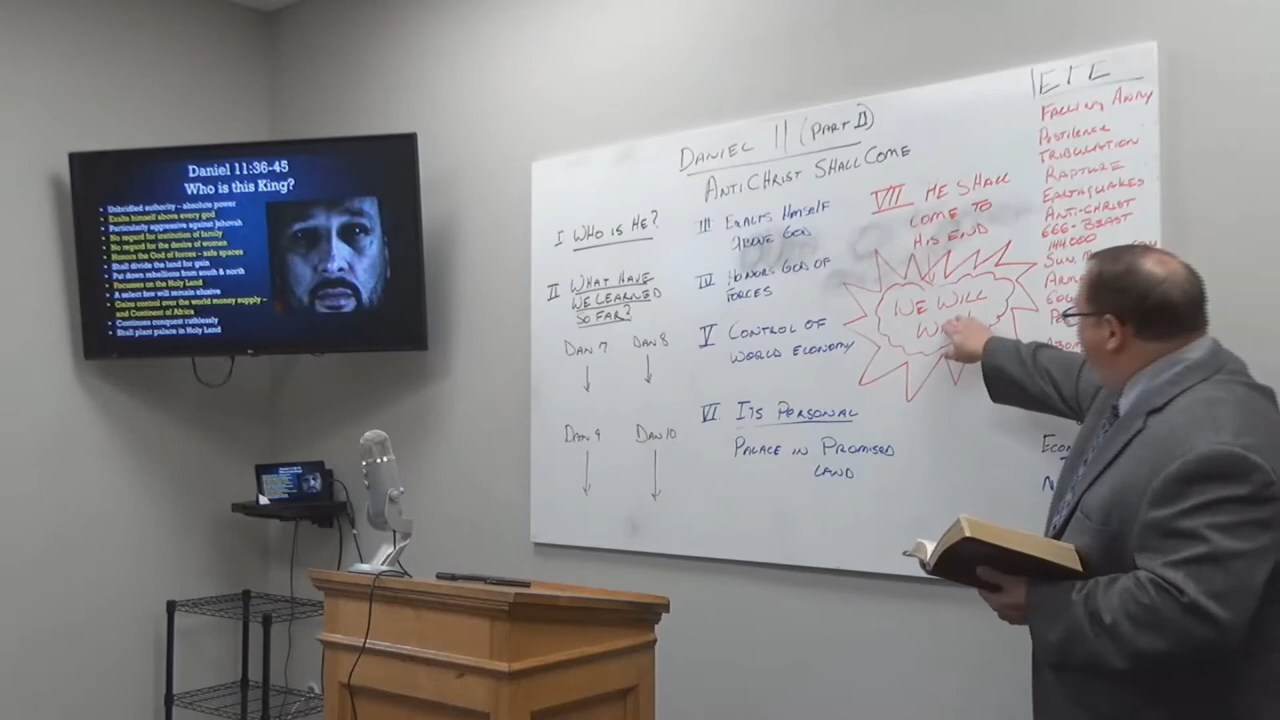 Daniel 11:36-45
Who is this King?
Unbridled authority – absolute power
Exalts himself above every god
Particularly aggressive against Jehovah
No regard for institution of family
No regard for the desire of women
Honors the God of forces – safe spaces
Shall divide the land for gain
Put down rebellions from south & north
Focusses on the Holy Land
A select few will remain elusive
Gains control over the world money supply –
and Continent of Africa
Continues conquest ruthlessly
Shall plant palace in Holy Land
DANIEL 11 (PART II)
ANTICHRIST SHALL COME
I WHO IS HE?
II WHAT HAVE
WE LEARNED
SO FAR?
DAN 7 DAN 8
DAN 9 DAN 10
III EXALTS HIMSELF
ABOVE GOD
IV HONORS GOD OF
FORCES
V CONTROL OF
WORLD ECONOMY
VI. ITS PERSONAL
PALACE IN PROMISED
LAND
VII HE SHALL
COME TO
HIS END
WE WILL
FALLING AWAY
PESTILENCE
TRIBULATION
RAPTURE
EARTHQUAKES
ANTI-CHRIST
666-BEAST
144,000
SUN,